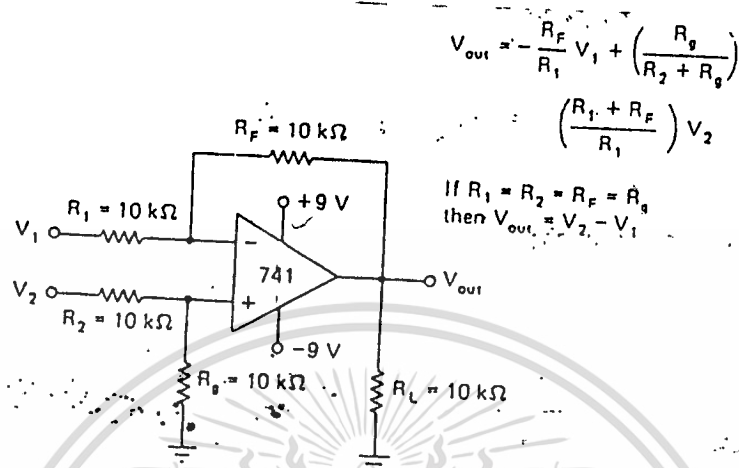 V_out = - R_F / R_1 V_1 + ( R_g / R_2 + R_g )
( R_1 + R_F / R_1 ) V_2
If R_1 = R_2 = R_F = R_g
then V_out = V_2 - V_1
R_F = 10 kΩ
+9 V
R_1 = 10 kΩ
V_1
-
741
V_out
V_2
+
R_2 = 10 kΩ
-9 V
R_g = 10 kΩ
R_L = 10 kΩ